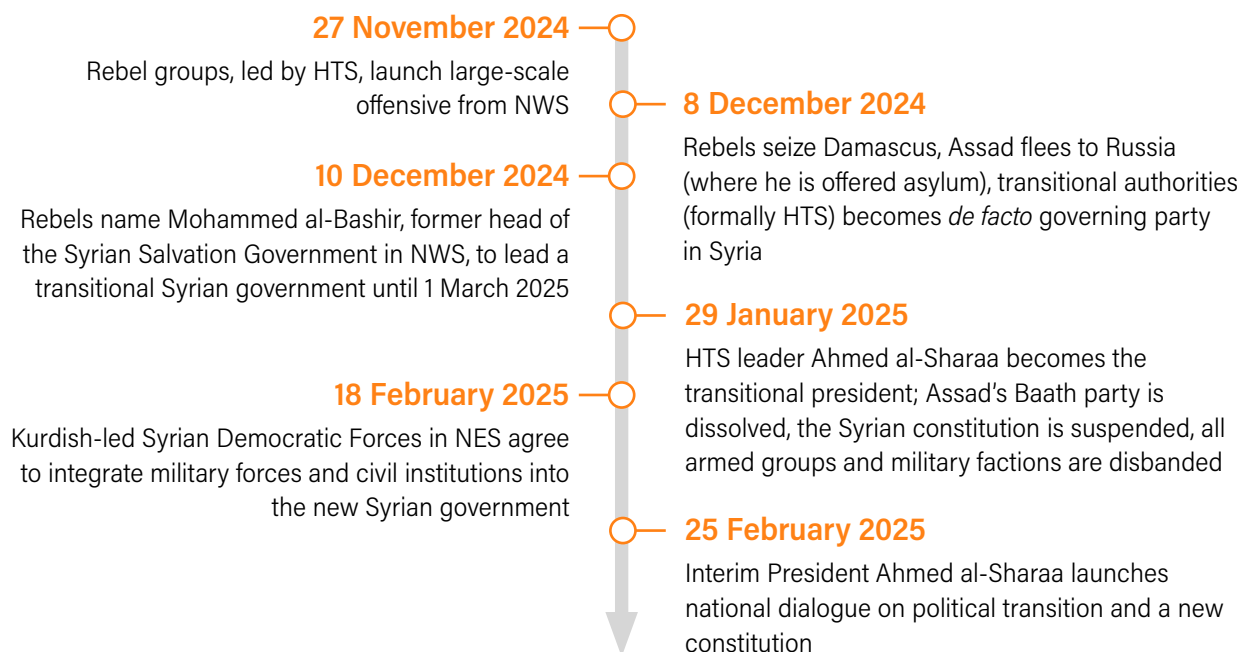 27 November 2024
Rebel groups, led by HTS, launch large-scale
offensive from NWS
8 December 2024
Rebels seize Damascus, Assad flees to Russia
(where he is offered asylum), transitional authorities
(formally HTS) becomes de facto governing party
in Syria
10 December 2024
Rebels name Mohammed al-Bashir, former head of
the Syrian Salvation Government in NWS, to lead a
transitional Syrian government until 1 March 2025
29 January 2025
HTS leader Ahmed al-Sharaa becomes the
transitional president; Assad’s Baath party is
dissolved, the Syrian constitution is suspended, all
armed groups and military factions are disbanded
18 February 2025
Kurdish-led Syrian Democratic Forces in NES agree
to integrate military forces and civil institutions into
the new Syrian government
25 February 2025
Interim President Ahmed al-Sharaa launches
national dialogue on political transition and a new
constitution